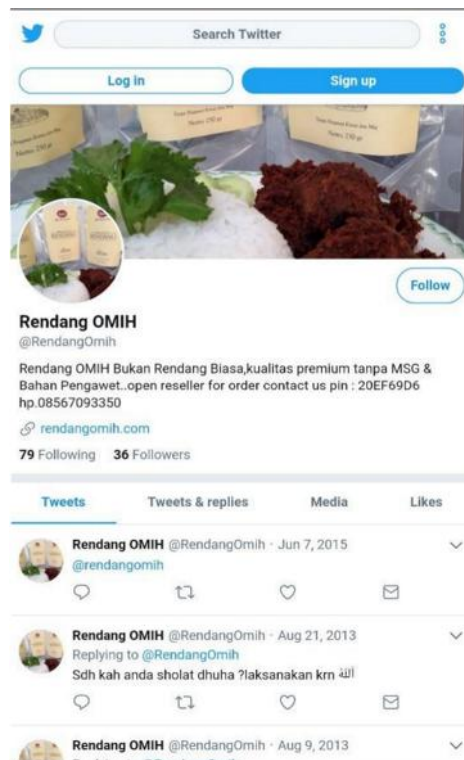 Search Twitter
Log in
Sign up
Netto. 250 gr
Follow
Rendang OMIH
@RendangOmih
Rendang OMIH Bukan Rendang Biasa,kualitas premium tanpa MSG &
Bahan Pengawet..open reseller for order contact us pin : 20EF69D6
hp.08567093350
rendangomih.com
79 Following 36 Followers
Tweets Tweets & replies Media Likes
Rendang OMIH @RendangOmih · Jun 7, 2015
@rendangomih
Rendang OMIH @RendangOmih · Aug 21, 2013
Replying to @RendangOmih
Sdh kah anda sholat dhuha ?laksanakan krn الله
Rendang OMIH @RendangOmih · Aug 9, 2013